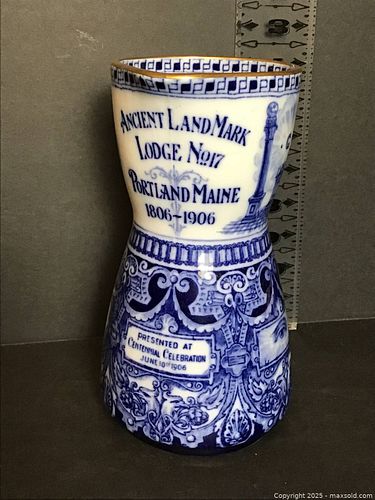 ANCIENT LANDMARK
LODGE No17
PORTLAND MAINE
1806-1906
PRESENTED AT
CENTENNIAL CELEBRATION
JUNE 10TH 1906
3
Copyright © 2025 - maxsold.com